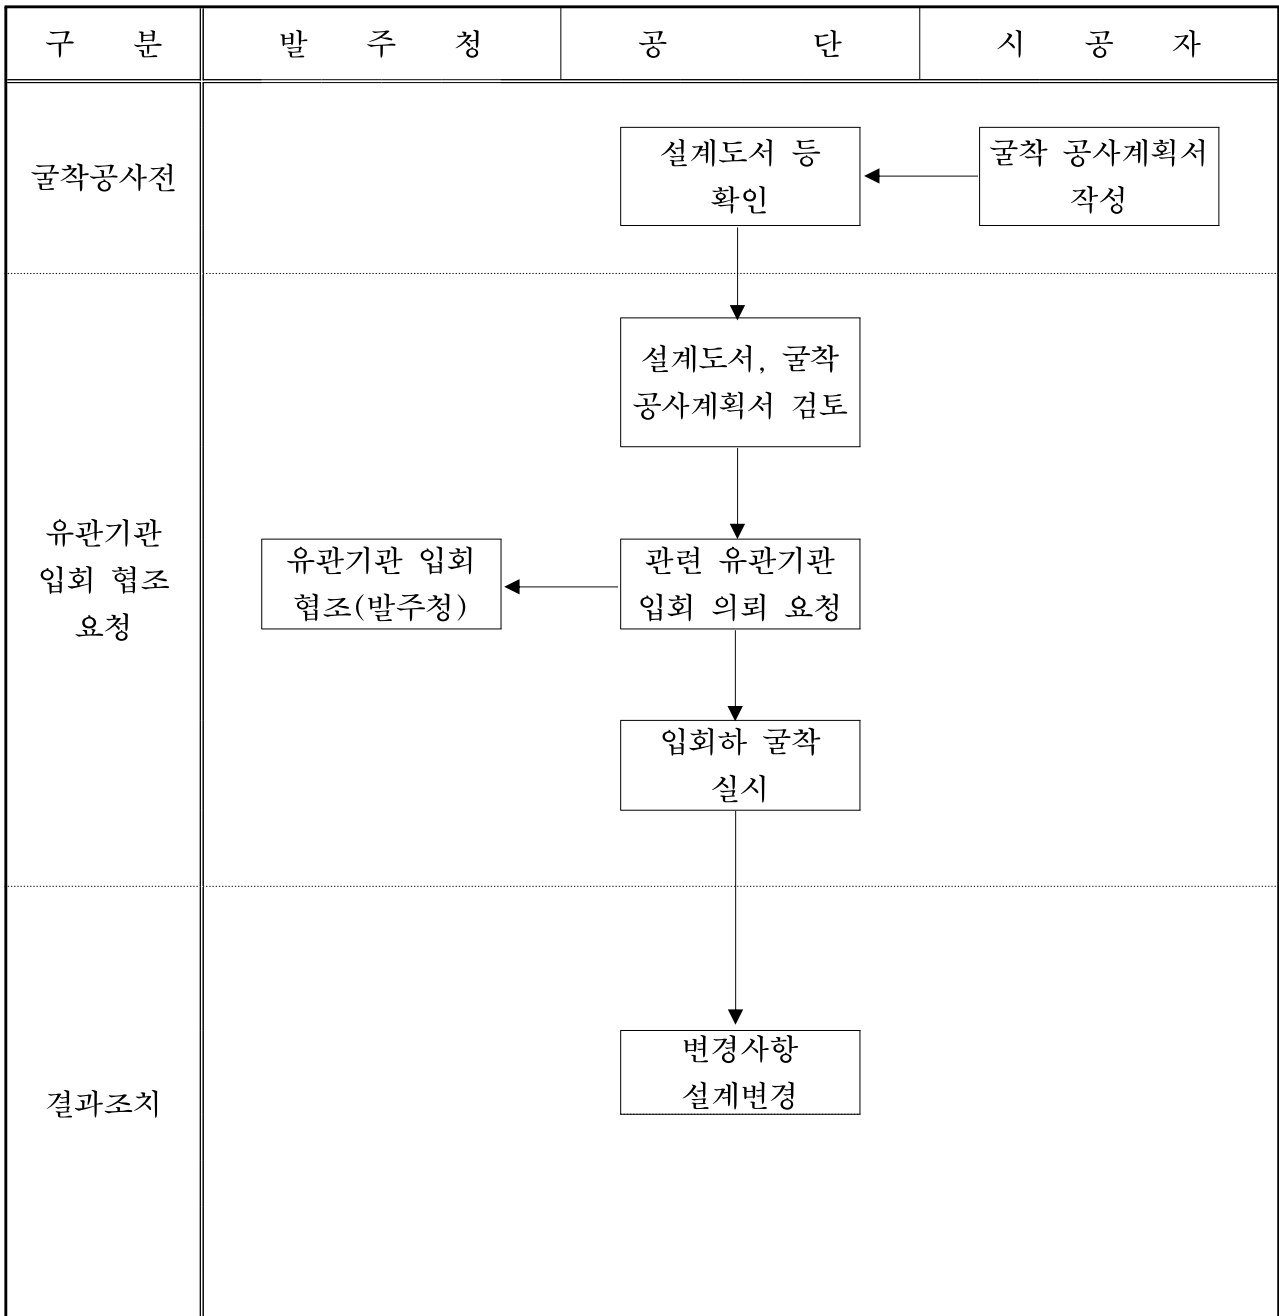 구 분 발 주 청 공 단 시 공 자
굴착공사전
설계도서 등
확인
굴착 공사계획서
작성
설계도서, 굴착
공사계획서 검토
유관기관
입회 협조
요청
유관기관 입회
협조(발주청)
관련 유관기관
입회 의뢰 요청
입회하 굴착
실시
결과조치
변경사항
설계변경